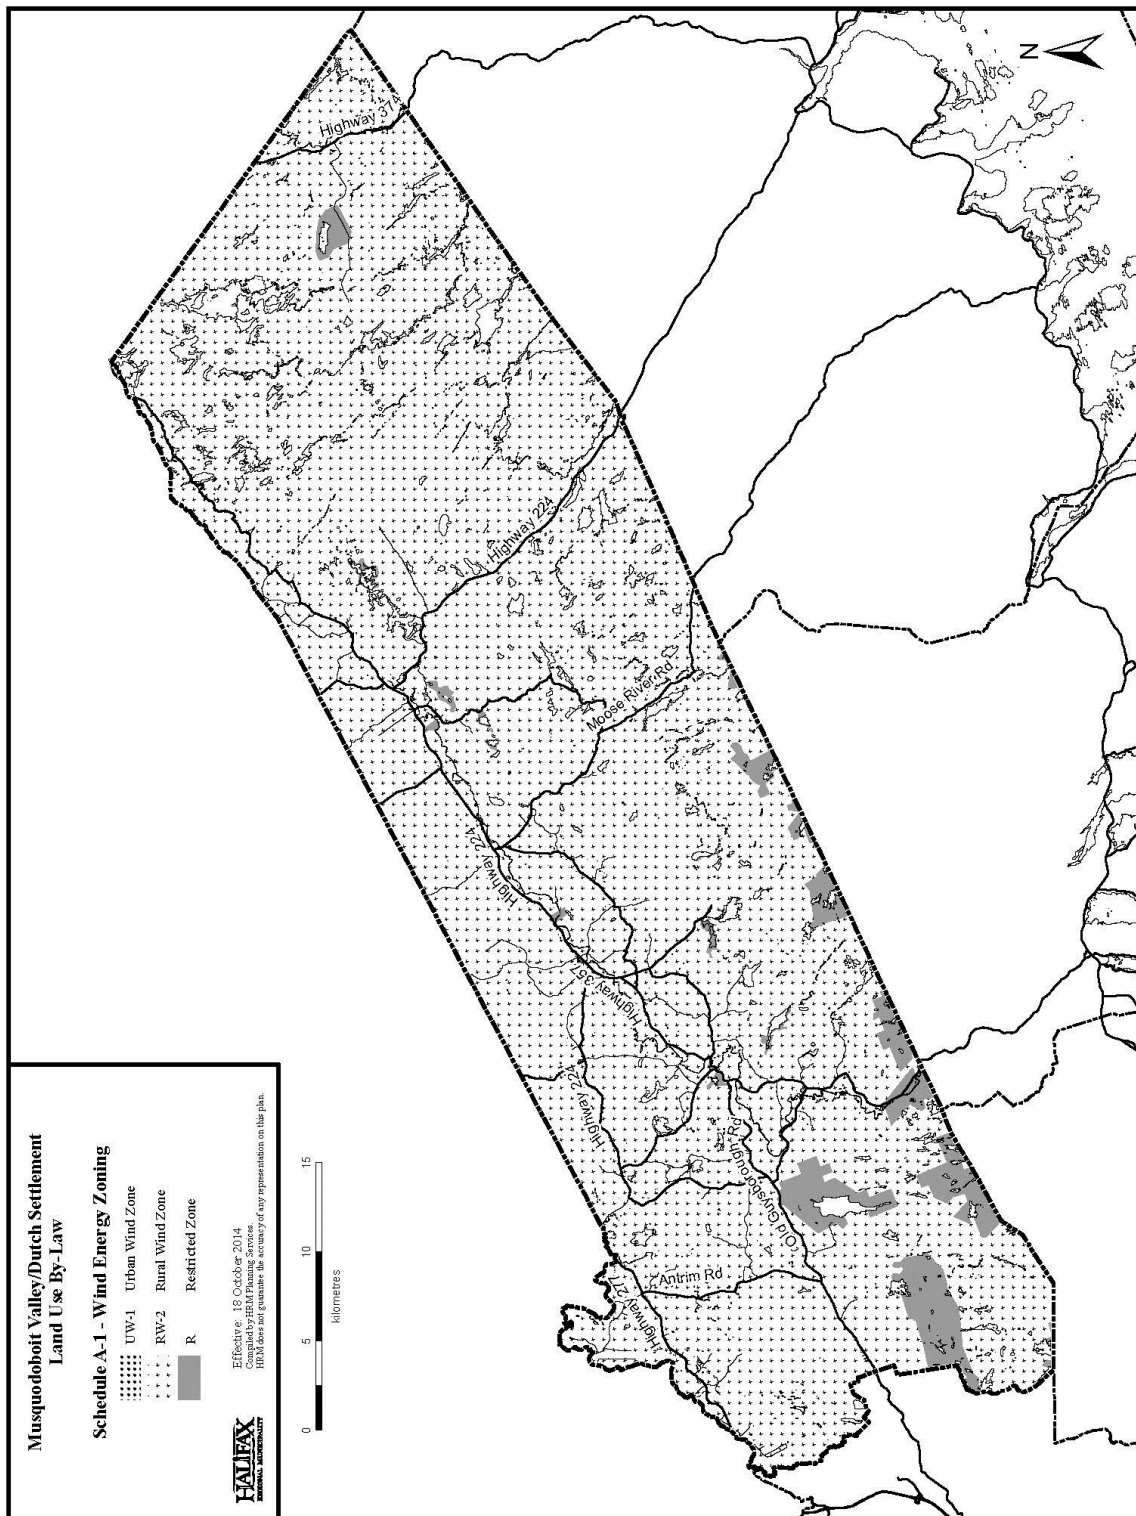 Musquodoboit Valley/Dutch Settlement
Land Use By-Law
Schedule A-1 - Wind Energy Zoning
UW-1 Urban Wind Zone
RW-2 Rural Wind Zone
R Restricted Zone
Effective: 18 October 2014
Compiled by HRM Planning Services.
HRM does not guarantee the accuracy of any representation on this plan.
HALIFAX
REGIONAL MUNICIPALITY
0 5 10 15
kilometres
N
Highway 374
Highway 224
Moose River Rd
Highway 224
Highway 357
Highway 224
Old Guysborough Rd
Antrim Rd
Highway 277